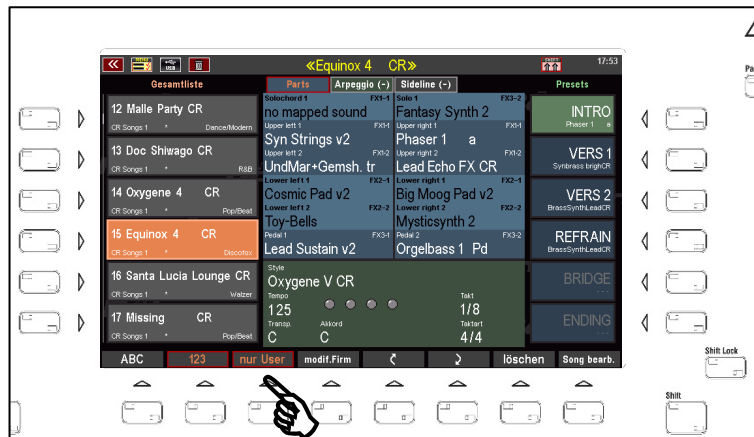 MENU
USB
«Equinox 4 CR»
SHIFT
17:53
Gesamtliste
Parts
Arpeggio (-)
Sideline (-)
Presets
12 Malle Party CR
CR Songs 1 * Dance/Modern
13 Doc Shiwago CR
CR Songs 1 * R&B
14 Oxygene 4 CR
CR Songs 1 * Pop/Beat
15 Equinox 4 CR
CR Songs 1 * Discofox
16 Santa Lucia Lounge CR
CR Songs 1 * Walzer
17 Missing CR
CR Songs 1 * Pop/Beat
Solochord 1 FX1-1
no mapped sound
Solo 1 FX3-2
Fantasy Synth 2
Upper left 1 FX1-1
Syn Strings v2
Upper right 1 FX1-1
Phaser 1 a
Upper left 2 FX1-2
UndMar+Gemsh. tr
Upper right 2 FX1-2
Lead Echo FX CR
Lower left 1 FX2-1
Cosmic Pad v2
Lower right 1 FX2-1
Big Moog Pad v2
Lower left 2 FX2-2
Toy-Bells
Lower right 2 FX2-2
Mysticsynth 2
Pedal 1 FX3-1
Lead Sustain v2
Pedal 2 FX3-2
Orgelbass 1 Pd
Style
Oxygene V CR
Tempo
125
Takt
1/8
Transp.
C
Akkord
C
Taktart
4/4
INTRO
Phaser 1 a
VERS 1
Synbrass brighCR
VERS 2
BrassSynthLeadCR
REFRAIN
BrassSynthLeadCR
BRIDGE
---
ENDING
---
ABC
123
nur User
modif.Firm
löschen
Song bearb.
Shift Lock
Shift